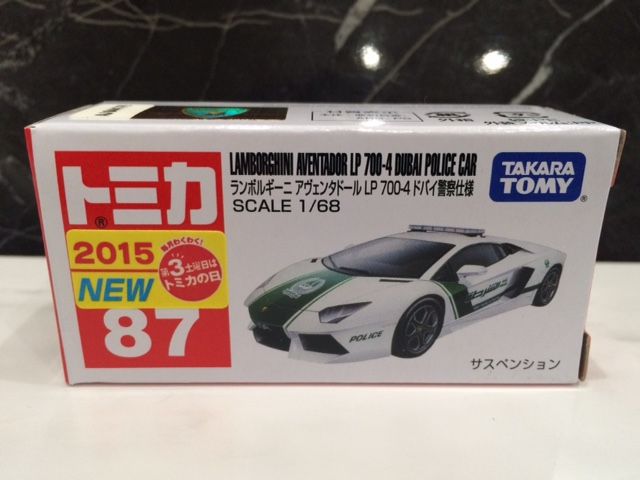 トミカ
®
2015
NEW
毎月わくわく!
第3土曜日は
トミカの日
87
LAMBORGHINI AVENTADOR LP 700-4 DUBAI POLICE CAR
ランボルギーニ アヴェンタドール LP 700-4 ドバイ警察仕様
SCALE 1/68
TAKARA
TOMY
®
POLICE
サスペンション